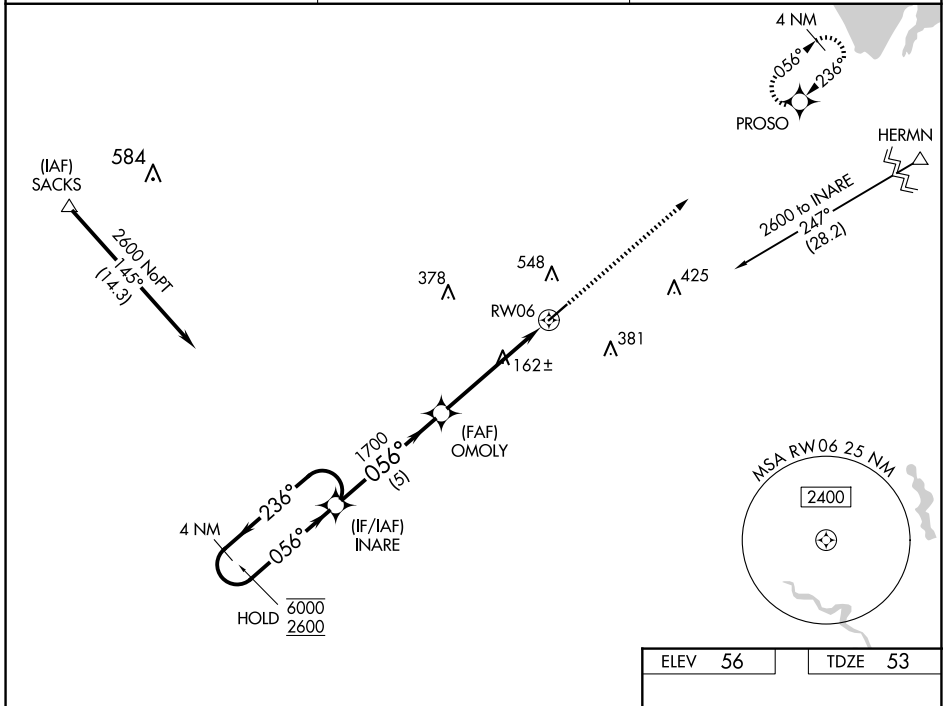 4 NM
056°
236°
PROSO
HERMN
2600 to INARE
247°
(28.2)
(IAF)
SACKS
584
2600 NoPT
145°
(14.3)
378
548
425
RW06
381
162±
(FAF)
OMOLY
1700
056°
(5)
236°
4 NM
056°
(IF/IAF)
INARE
HOLD
6000
2600
MSA RW06 25 NM
2400
ELEV 56
TDZE 53